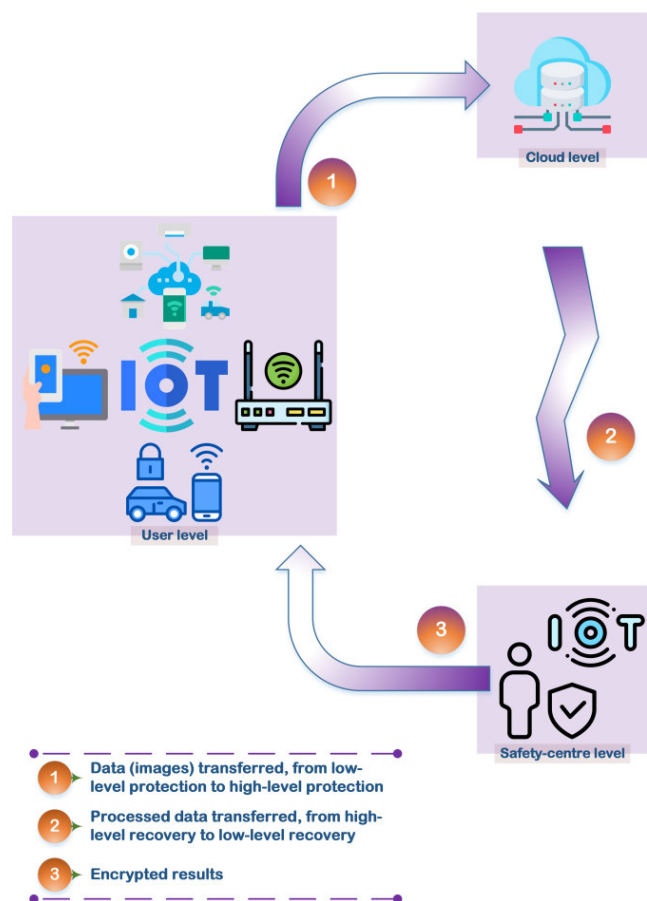 Cloud level
1
IOT
User level
2
3
IOT
Safety-centre level
1 Data (images) transferred, from low-
level protection to high-level protection
2 Processed data transferred, from high-
level recovery to low-level recovery
3 Encrypted results